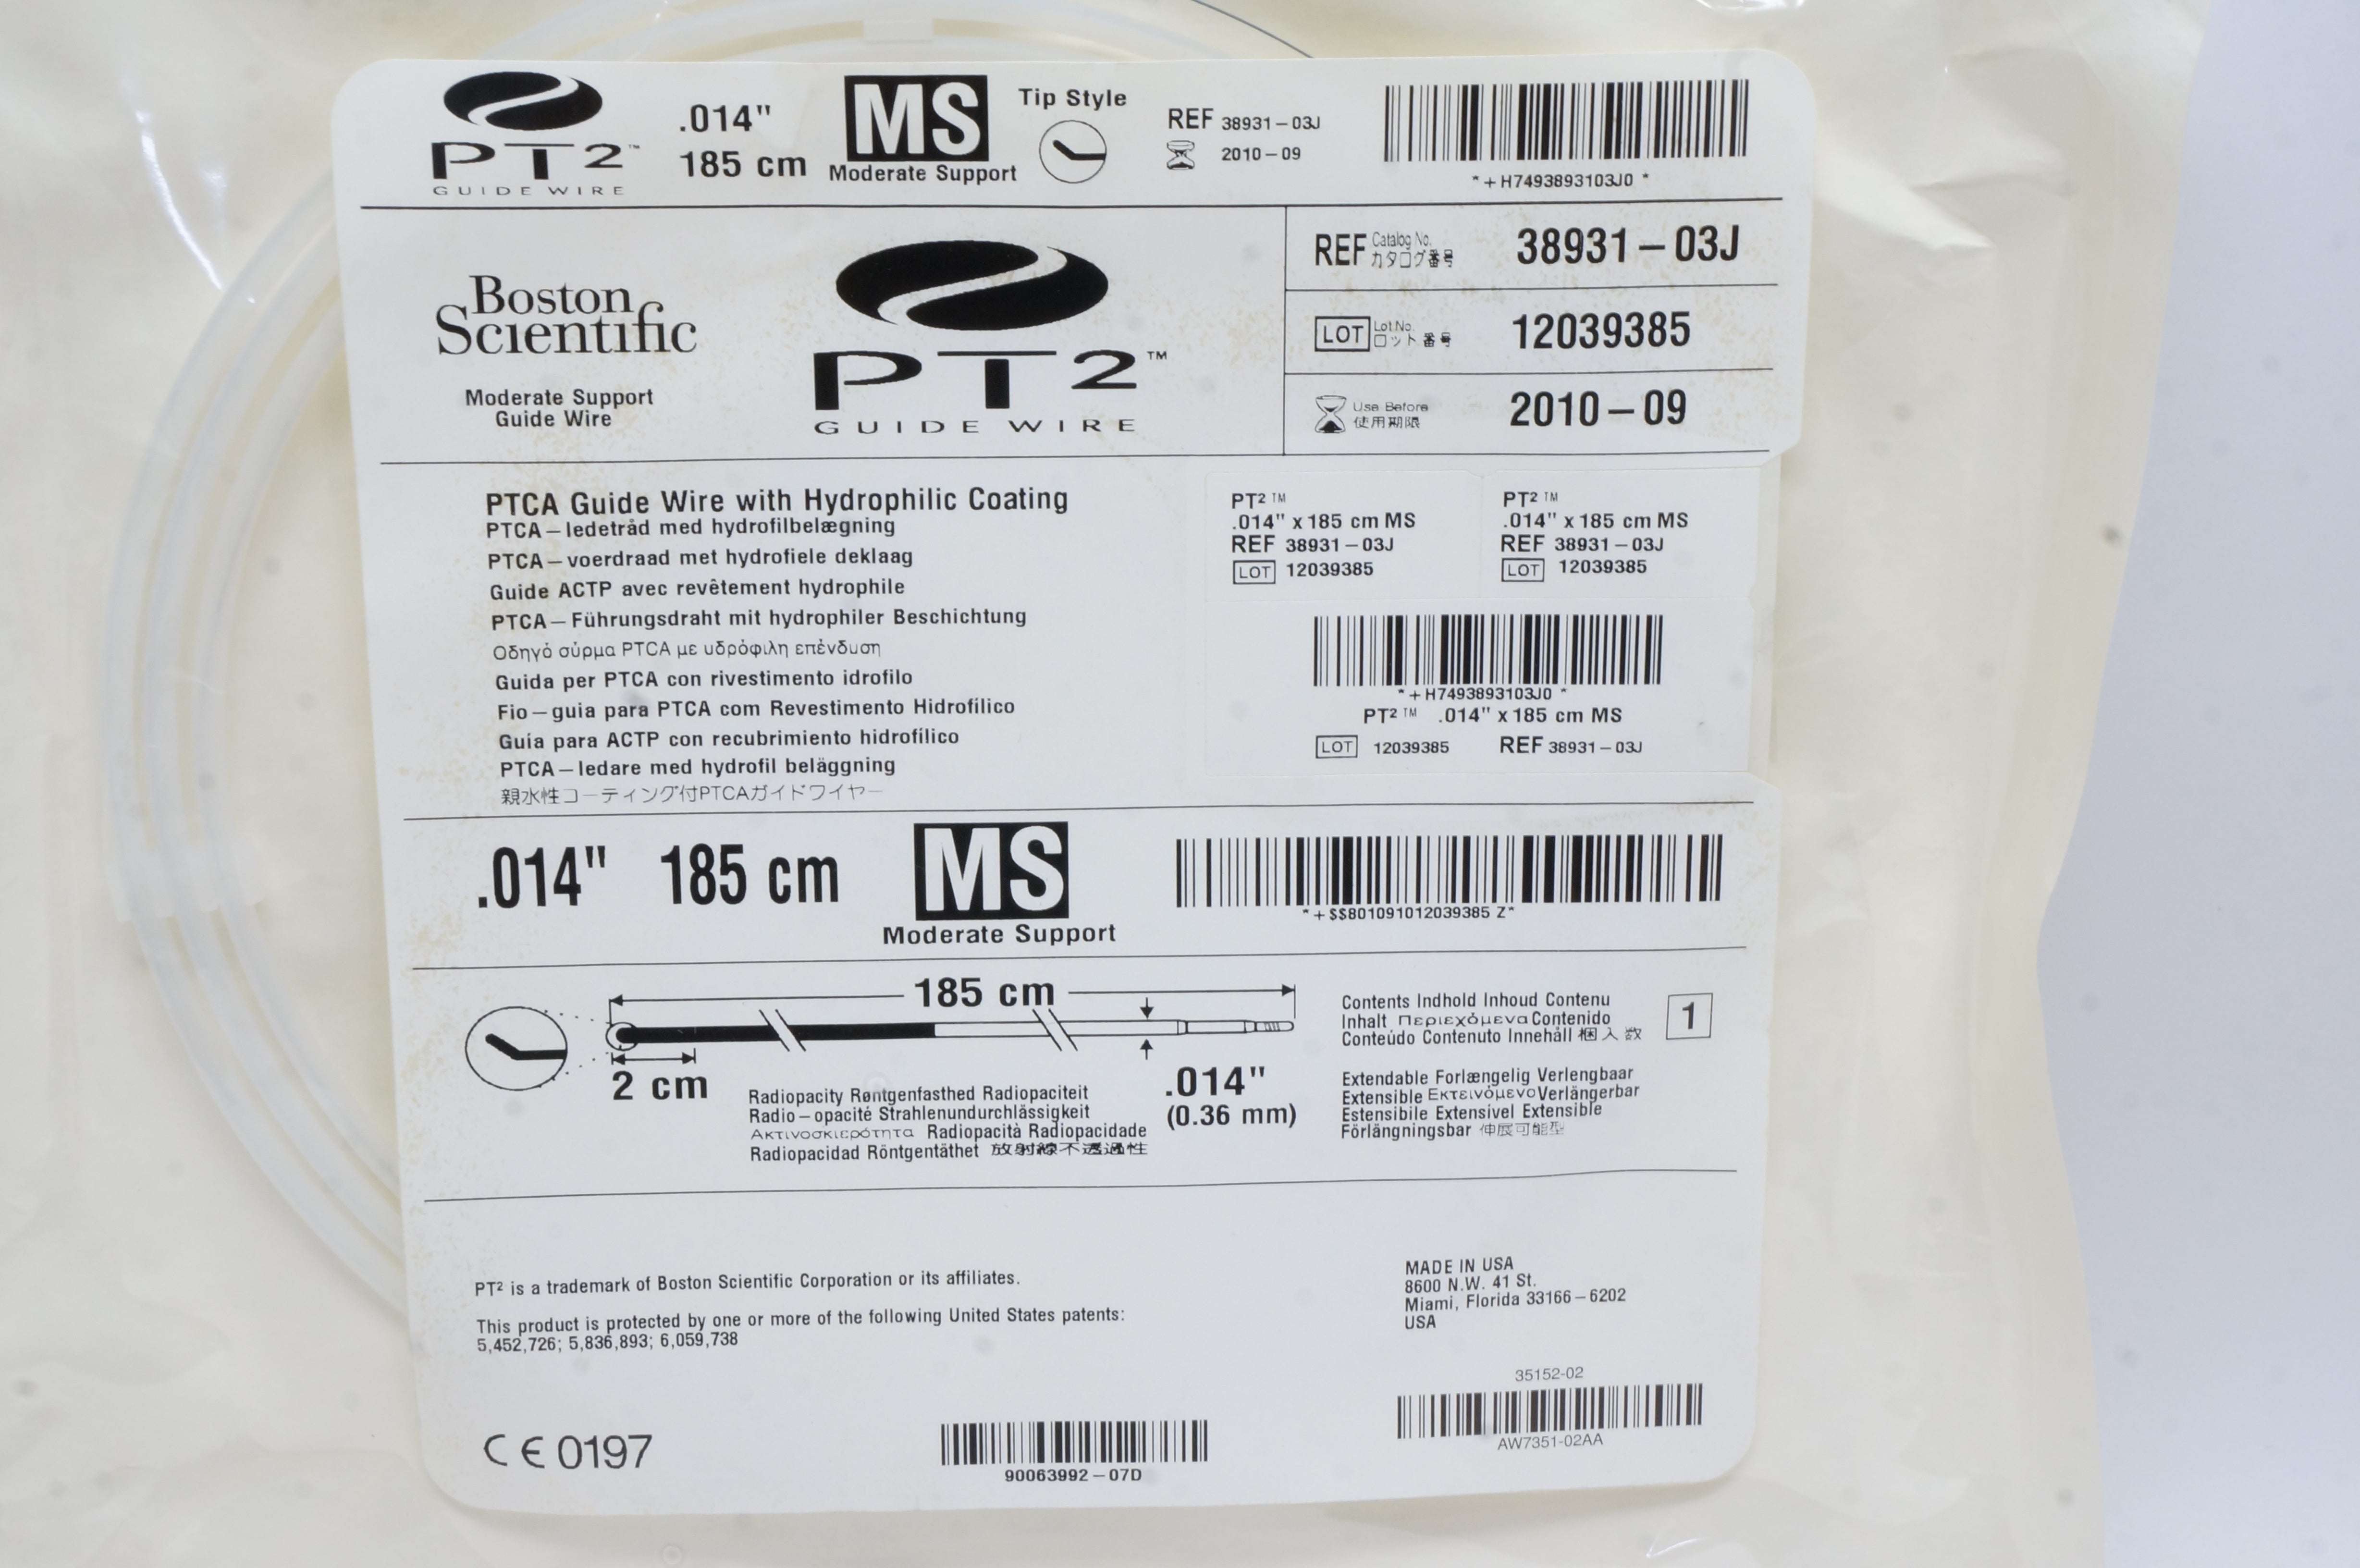 PT2™
GUIDE WIRE
.014"
185 cm
MS
Moderate Support
Tip Style
REF 38931-03J
2010-09
*+H7493893103J0 *
Boston
Scientific
Moderate Support
Guide Wire
PT2™
GUIDE WIRE
REF Catalog No. カタログ番号 38931-03J
LOT Lot No. ロット番号 12039385
Use Before 使用期限 2010-09
PTCA Guide Wire with Hydrophilic Coating
PTCA-ledetråd med hydrofilbelægning
PTCA-voerdraad met hydrofiele deklaag
Guide ACTP avec revêtement hydrophile
PTCA-Führungsdraht mit hydrophiler Beschichtung
Οδηγό σύρμα PTCA με υδρόφιλη επένδυση
Guida per PTCA con rivestimento idrofilo
Fio-guia para PTCA com Revestimento Hidrofílico
Guía para ACTP con recubrimiento hidrofílico
PTCA-ledare med hydrofil beläggning
親水性コーティング付PTCAガイドワイヤー
PT² ™
.014" x 185 cm MS
REF 38931-03J
LOT 12039385
PT² ™
.014" x 185 cm MS
REF 38931-03J
LOT 12039385
*+H7493893103J0 *
PT² ™ .014" x 185 cm MS
LOT 12039385 REF 38931-03J
.014" 185 cm
MS
Moderate Support
*+$$801091012039385 Z*
185 cm
2 cm
.014"
(0.36 mm)
Radiopacity Røntgenfasthed Radiopaciteit
Radio-opacité Strahlenundurchlässigkeit
Ακτινοσκιερότητα Radiopacità Radiopacidade
Radiopacidad Röntgentäthet 放射線不透過性
Contents Indhold Inhoud Contenu
Inhalt Περιεχόμενα Contenido
Conteúdo Contenuto Innehåll 梱入数
1
Extendable Forlængelig Verlengbaar
Extensible Εκτεινόμενο Verlängerbar
Estensibile Extensivel Extensible
Förlängningsbar 伸展可能型
PT² is a trademark of Boston Scientific Corporation or its affiliates.
This product is protected by one or more of the following United States patents:
5,452,726; 5,836,893; 6,059,738
MADE IN USA
8600 N.W. 41 St.
Miami, Florida 33166-6202
USA
35152-02
AW7351-02AA
CE 0197
90063992-07D